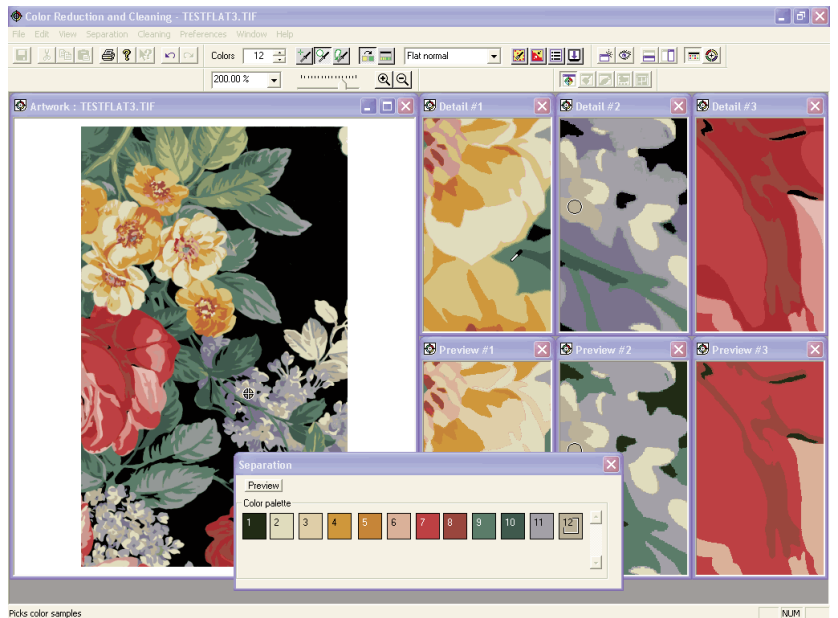 Color Reduction and Cleaning - TESTFLAT3.TIF
File Edit View Separation Cleaning Preferences Window Help
Colors 12 Flat normal
200.00 %
Artwork : TESTFLAT3.TIF
Detail #1
Detail #2
Detail #3
Preview #1
Preview #2
Preview #3
Separation
Preview
Color palette
1 2 3 4 5 6 7 8 9 10 11 12
Picks color samples
NUM